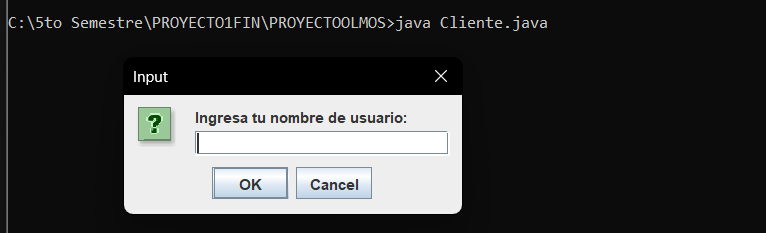 C:\5to Semestre\PROYECTO1FIN\PROYECTOOLMOS>java Cliente.java
Input
?
Ingresa tu nombre de usuario:
OK Cancel